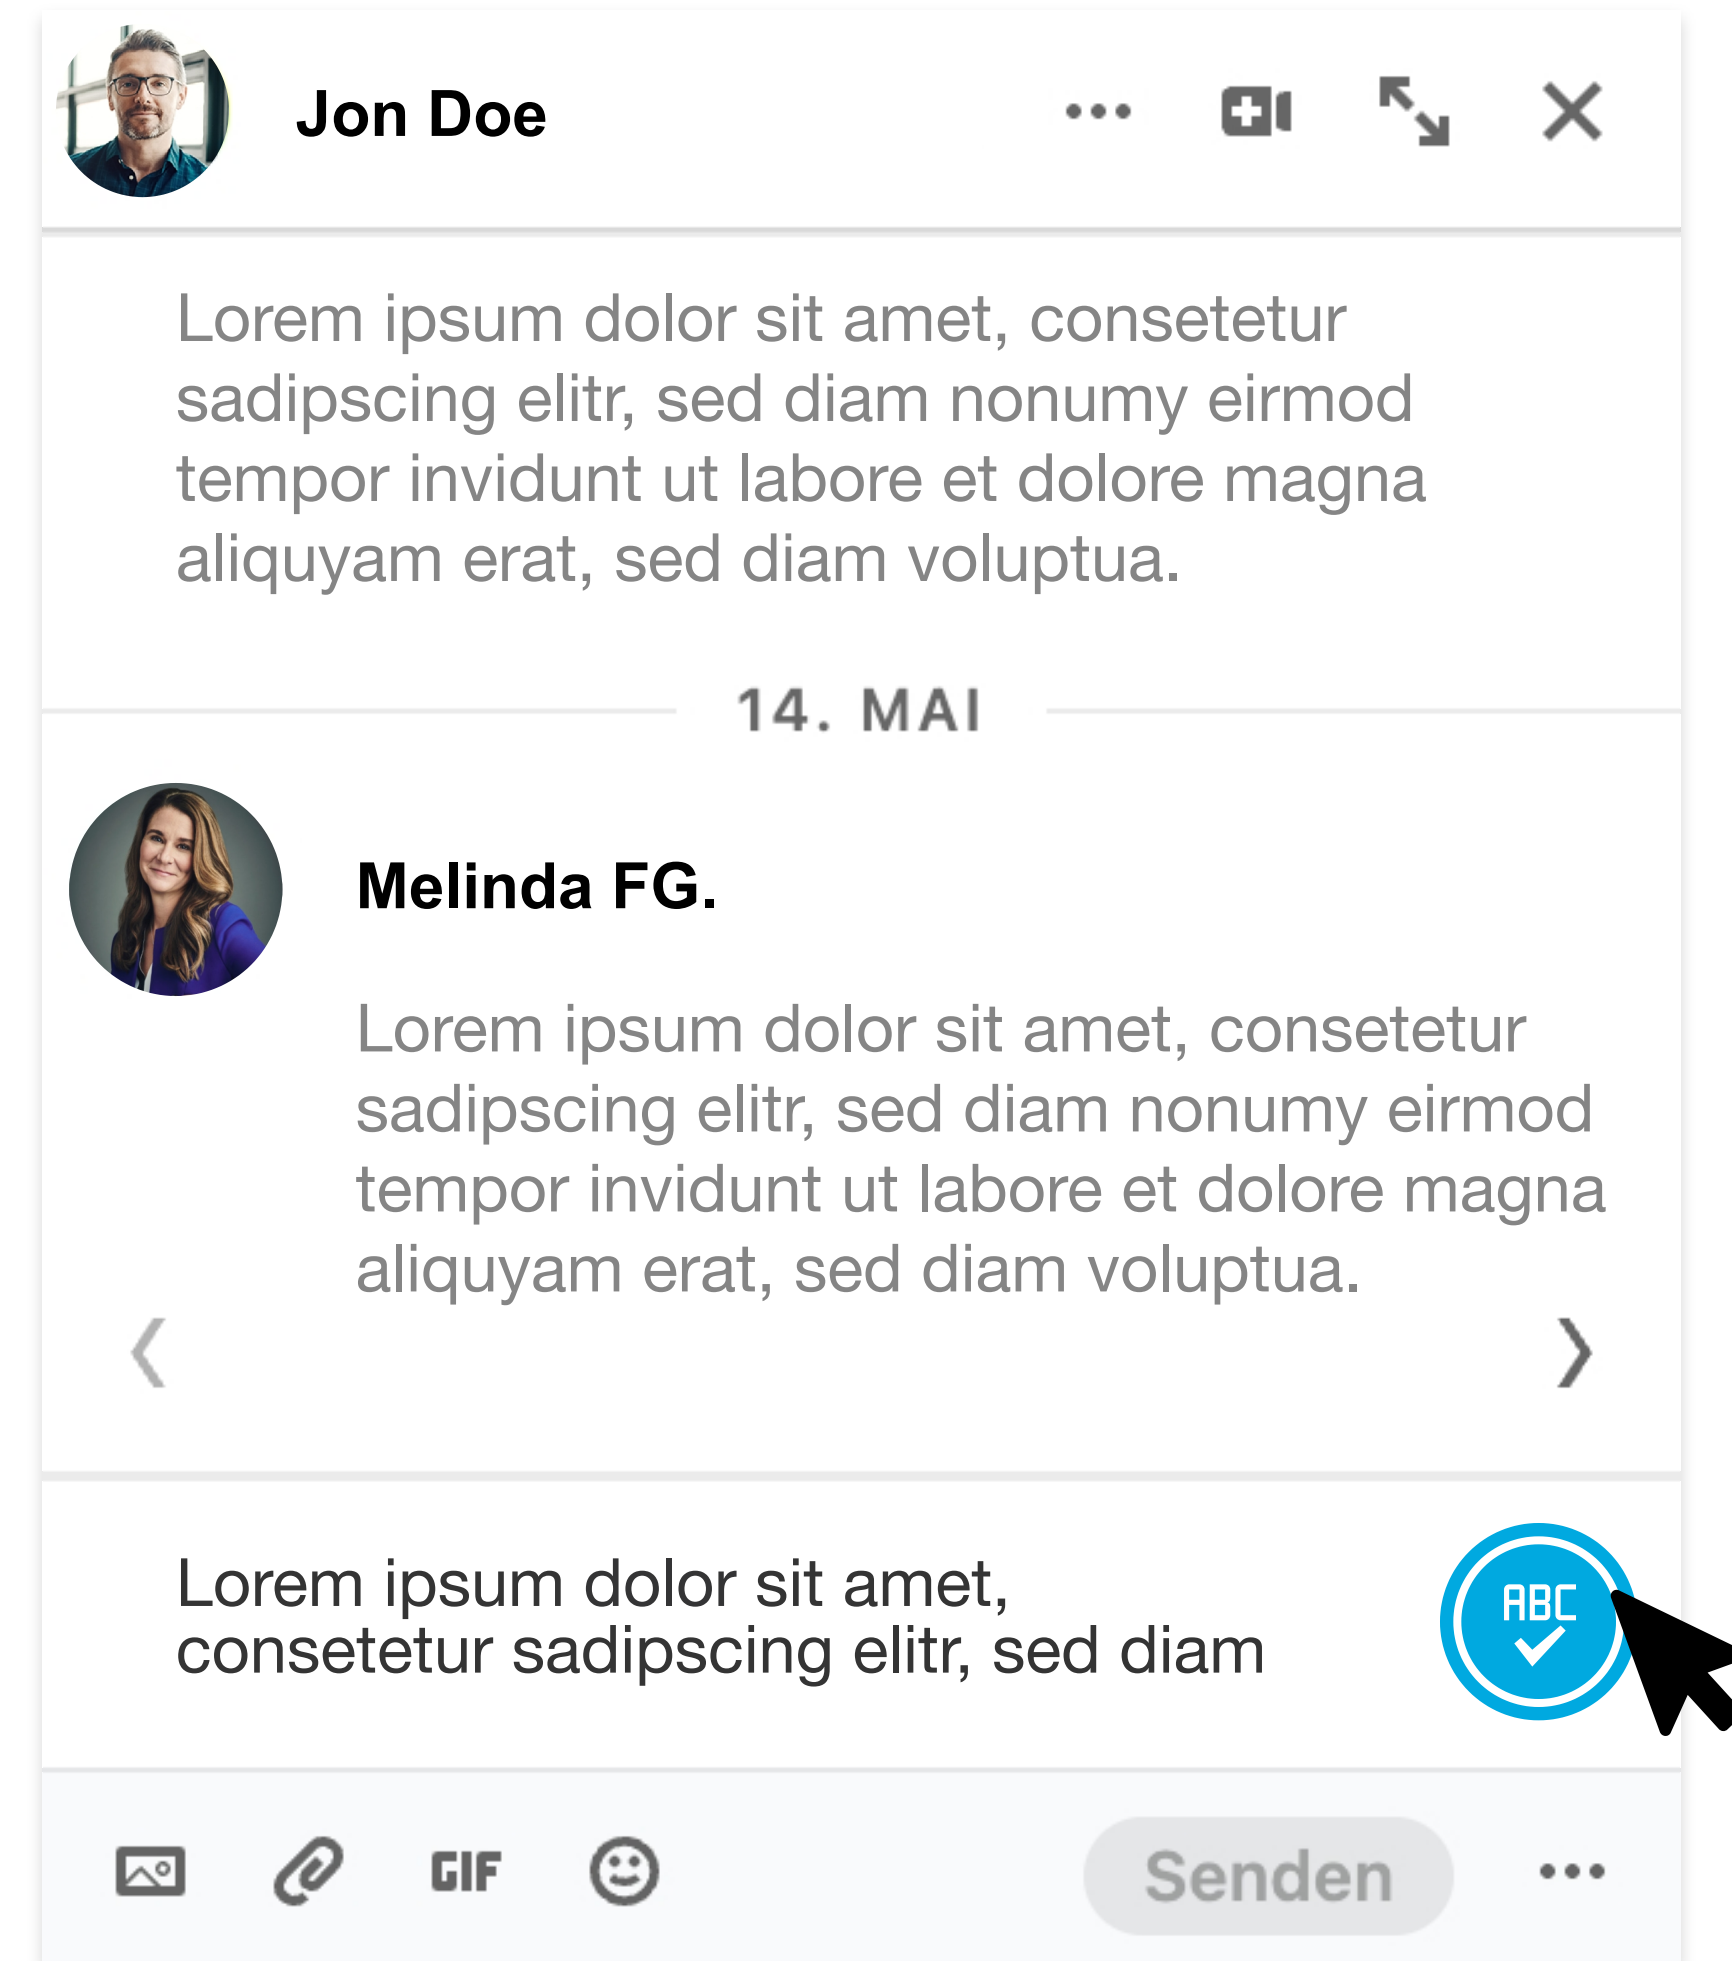 Jon Doe
Lorem ipsum dolor sit amet, consetetur
sadipscing elitr, sed diam nonumy eirmod
tempor invidunt ut labore et dolore magna
aliquyam erat, sed diam voluptua.
14. MAI
Melinda FG.
Lorem ipsum dolor sit amet, consetetur
sadipscing elitr, sed diam nonumy eirmod
tempor invidunt ut labore et dolore magna
aliquyam erat, sed diam voluptua.
Lorem ipsum dolor sit amet,
consetetur sadipscing elitr, sed diam
ABC
GIF
Senden